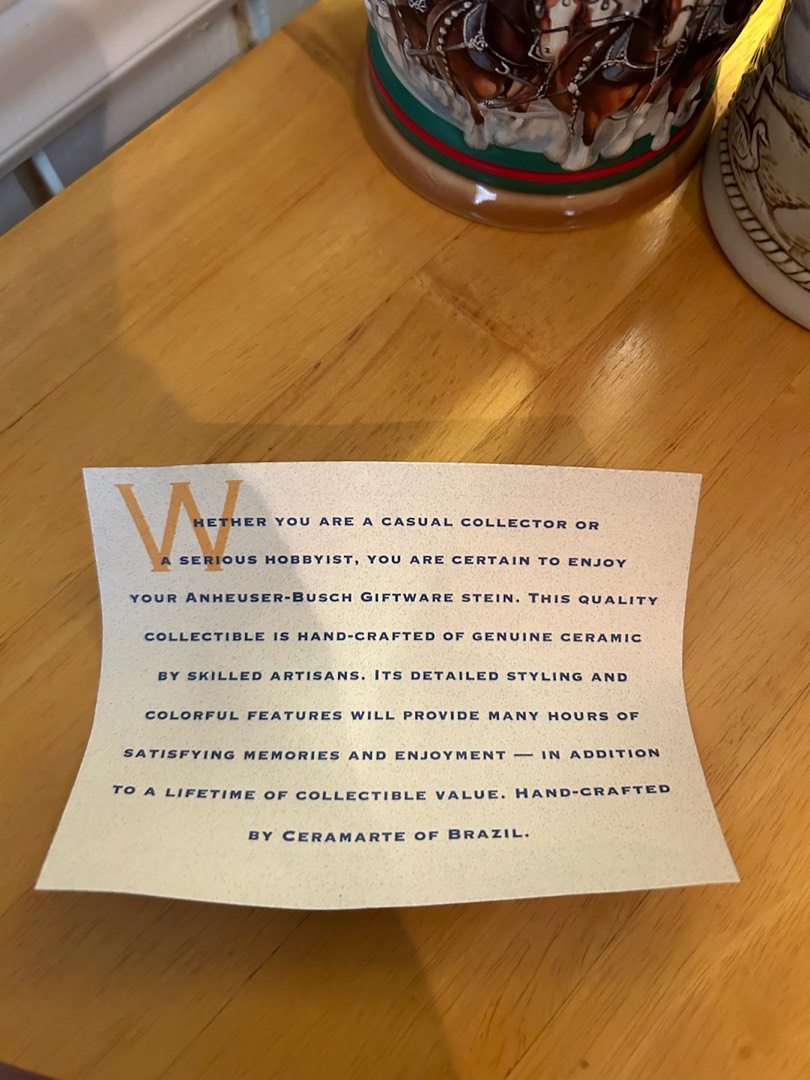 WHETHER YOU ARE A CASUAL COLLECTOR OR
A SERIOUS HOBBYIST, YOU ARE CERTAIN TO ENJOY
YOUR ANHEUSER-BUSCH GIFTWARE STEIN. THIS QUALITY
COLLECTIBLE IS HAND-CRAFTED OF GENUINE CERAMIC
BY SKILLED ARTISANS. ITS DETAILED STYLING AND
COLORFUL FEATURES WILL PROVIDE MANY HOURS OF
SATISFYING MEMORIES AND ENJOYMENT — IN ADDITION
TO A LIFETIME OF COLLECTIBLE VALUE. HAND-CRAFTED
BY CERAMARTE OF BRAZIL.